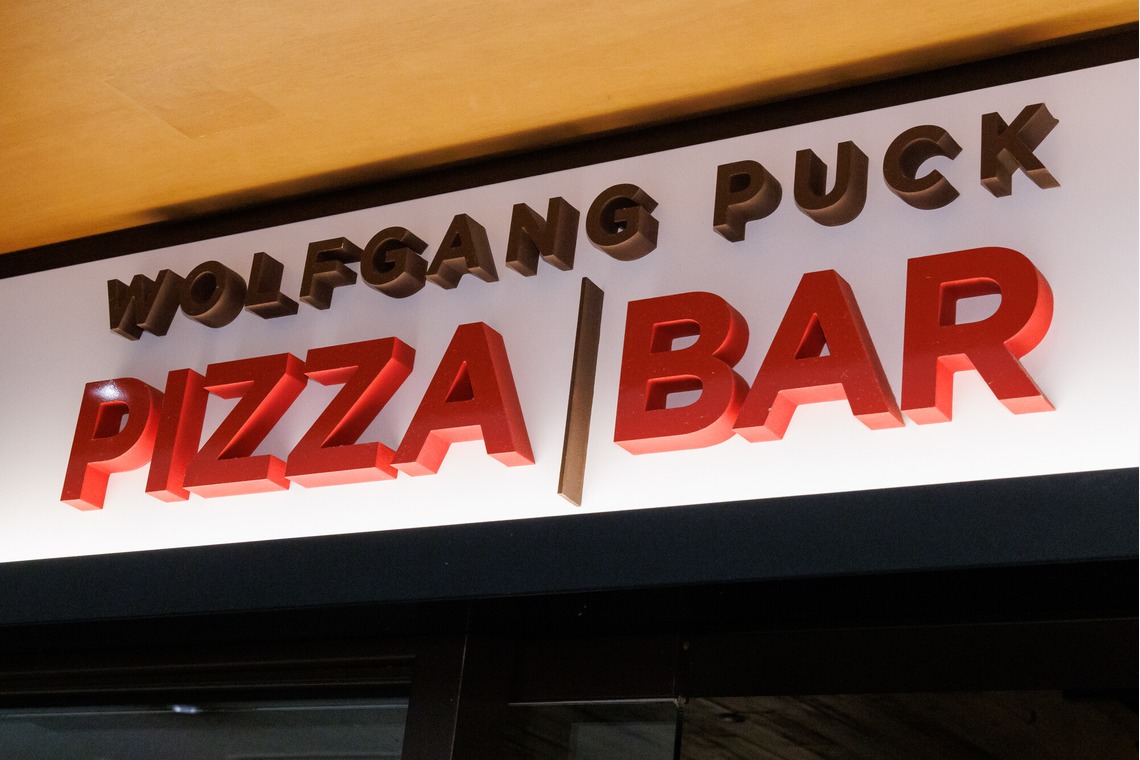 WOLFGANG PUCK
PIZZA | BAR